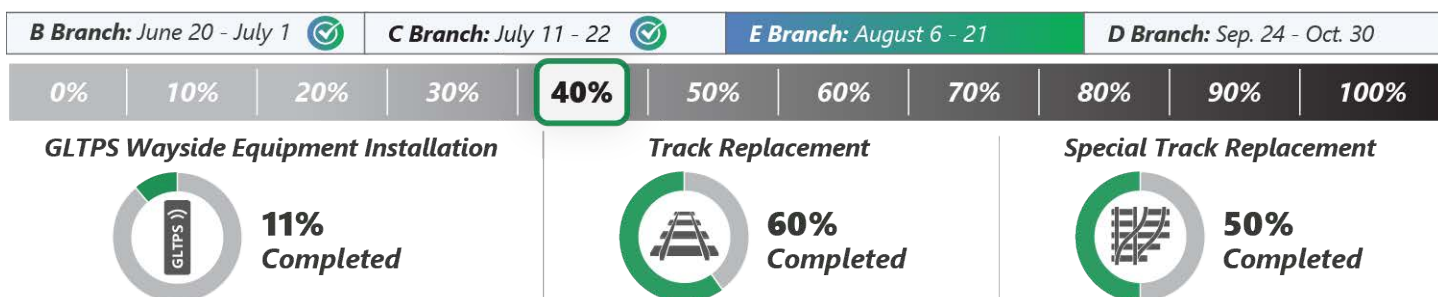 B Branch: June 20 - July 1 C Branch: July 11 - 22 E Branch: August 6 - 21 D Branch: Sep. 24 - Oct. 30
0% 10% 20% 30% 40% 50% 60% 70% 80% 90% 100%
GLTPS Wayside Equipment Installation
GLTPS
11%
Completed
Track Replacement
60%
Completed
Special Track Replacement
50%
Completed